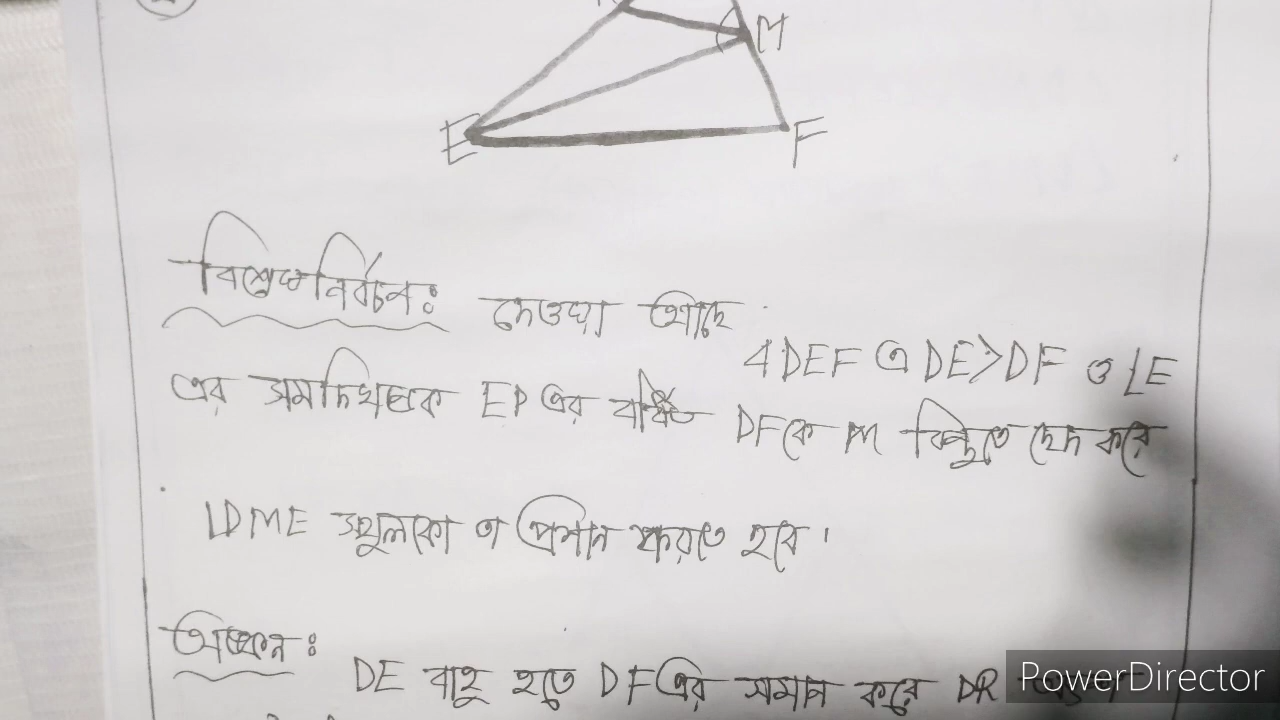 M
E
F
বিশেষ নির্বচন: দেওয়া আছে
∆DEF এ DE>DF ও ∠E
এর সমদিখন্ডক EP এর বর্ধিত DF কে M বিন্দুতে ছেদ করে
∠DME স্থুলকো তা প্রমান করতে হবে।
অঙ্কন:
DE বাহু হতে DF এর সমান করে DR
PowerDirector